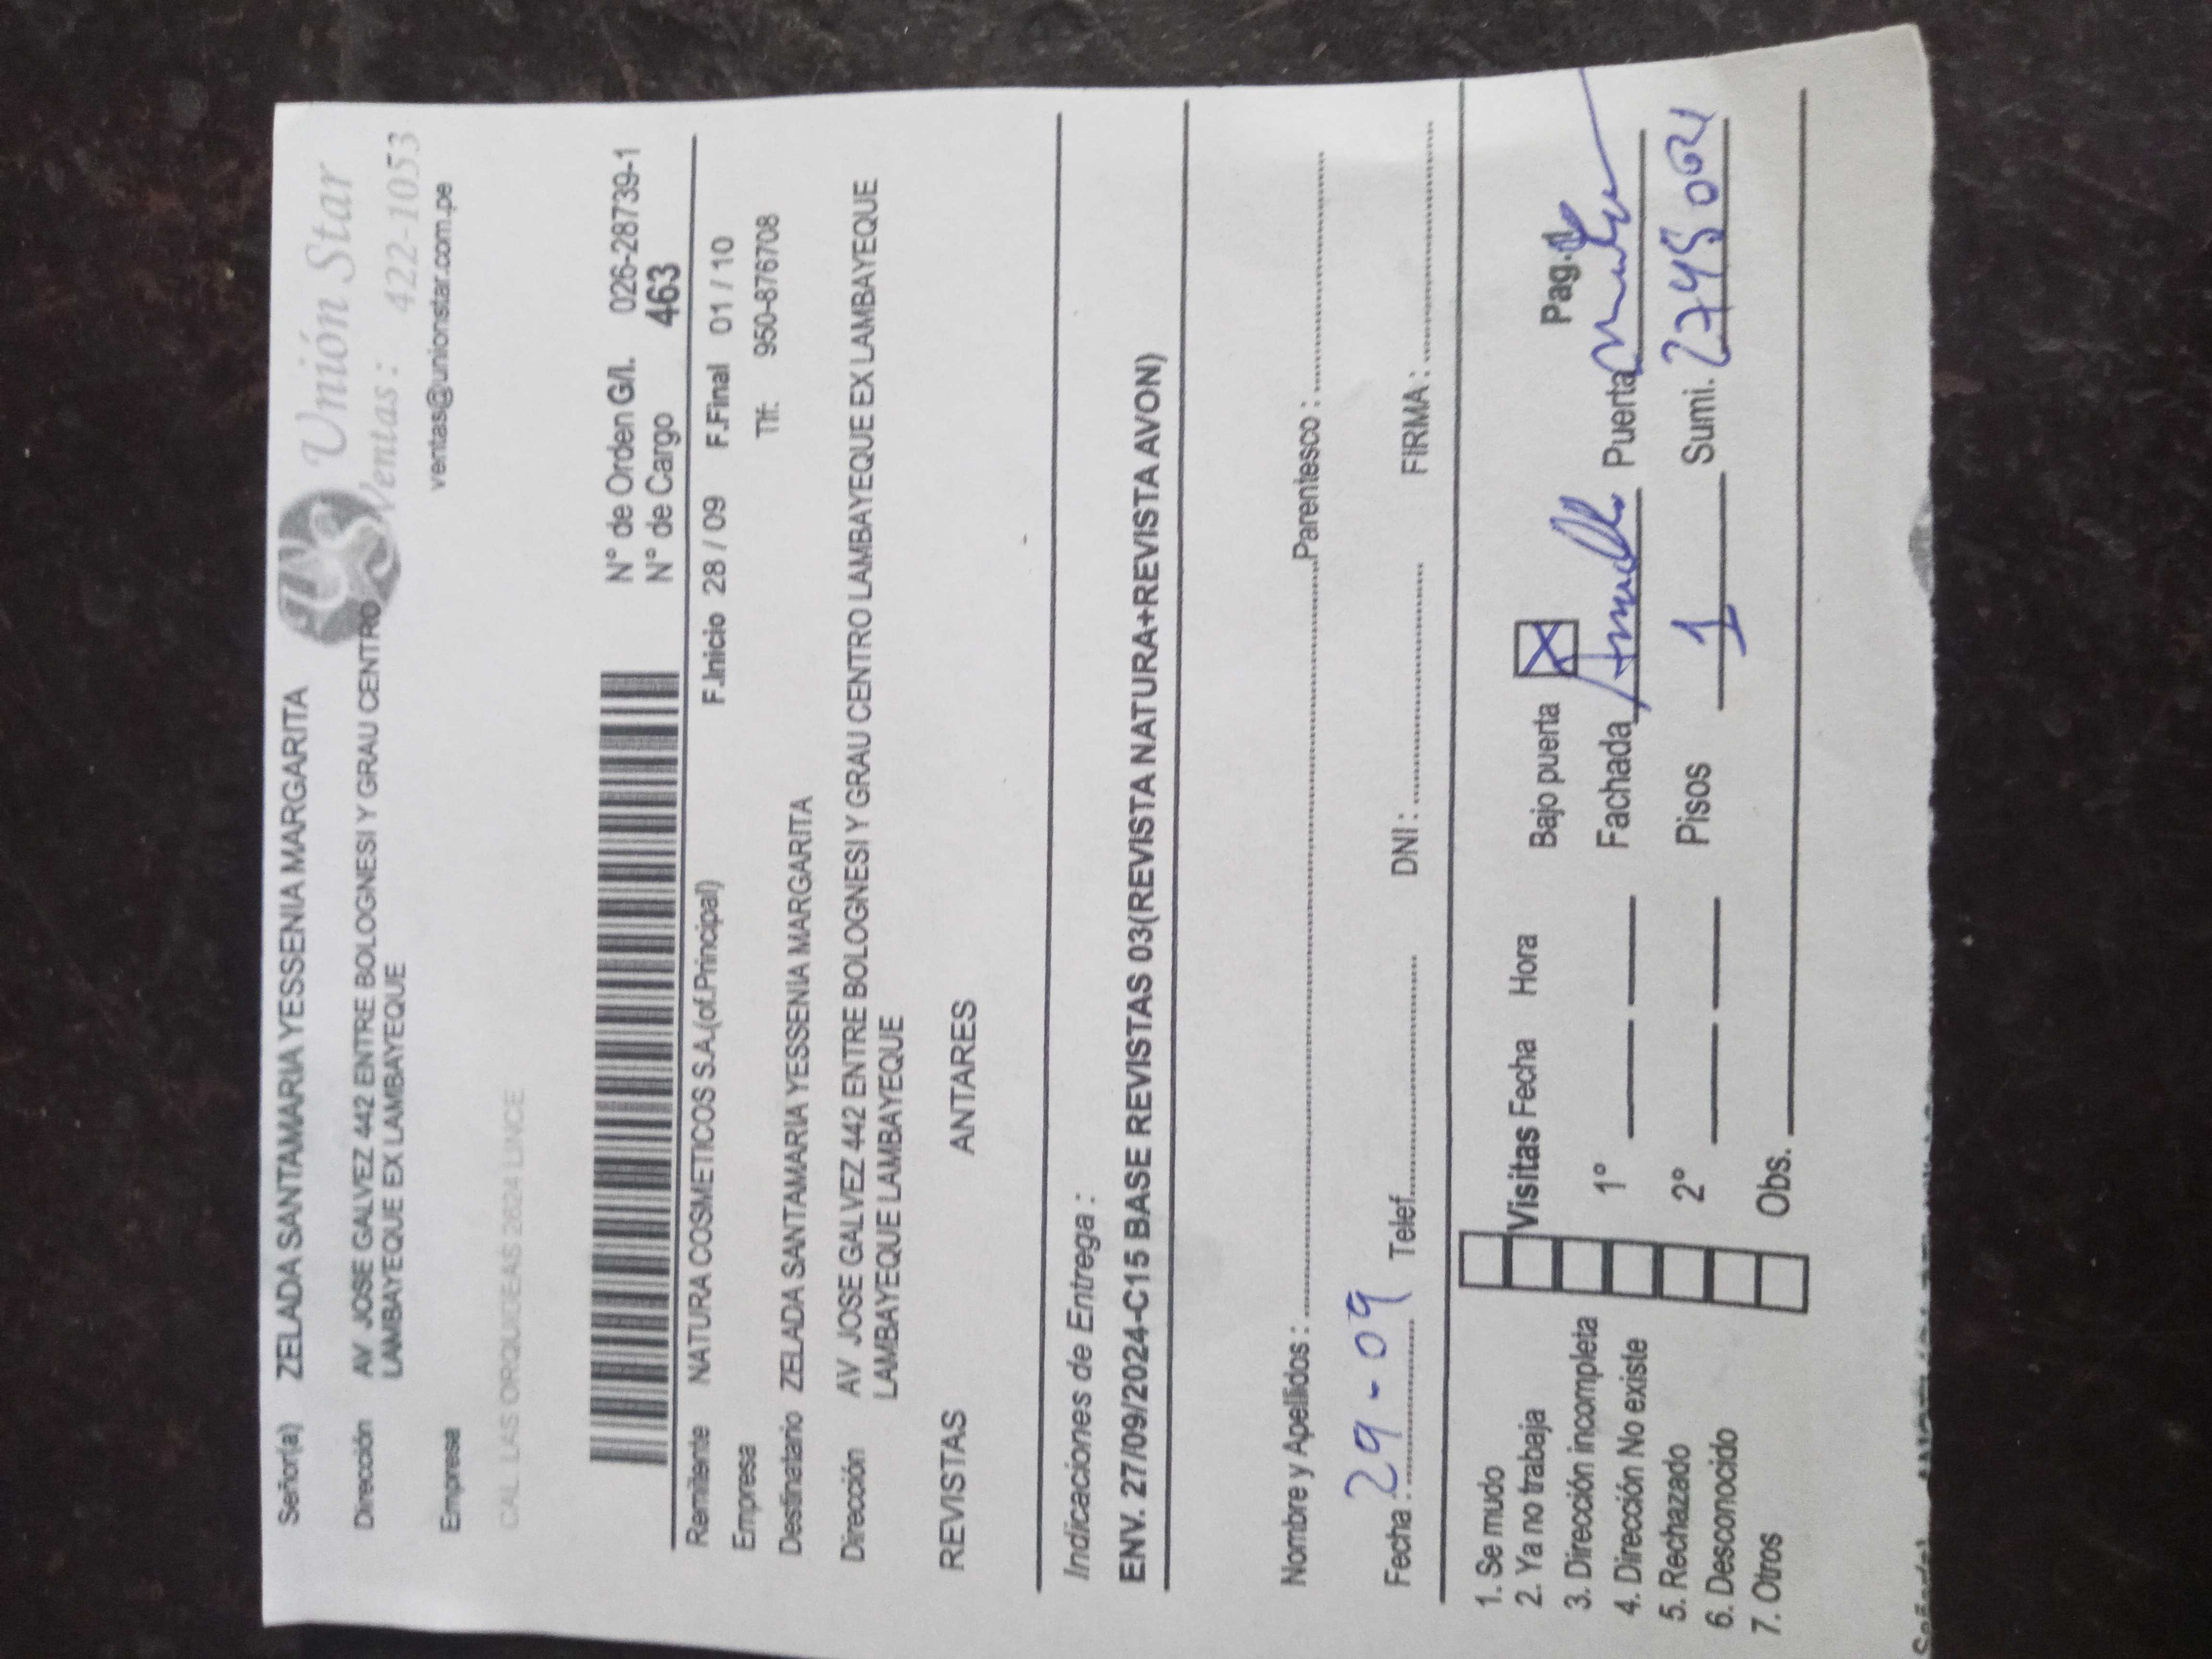 Señor(a) ZELADA SANTAMARIA YESSENIA MARGARITA
Unión Star
Dirección AV JOSE GALVEZ 442 ENTRE BOLOGNESI Y GRAU CENTRO
LAMBAYEQUE EX LAMBAYEQUE
Ventas : 422-1053
ventas@unionstar.com.pe
Empresa
CAL. LAS ORQUIDEAS 2624 LINCE
N° de Orden G/I. 026-28739-1
N° de Cargo 463
Remitente NATURA COSMETICOS S.A.(of.Principal) F.Inicio 28 / 09 F.Final 01 / 10
Empresa Tlf: 950-876708
Destinatario ZELADA SANTAMARIA YESSENIA MARGARITA
Dirección AV JOSE GALVEZ 442 ENTRE BOLOGNESI Y GRAU CENTRO LAMBAYEQUE EX LAMBAYEQUE
LAMBAYEQUE LAMBAYEQUE
REVISTAS ANTARES
Indicaciones de Entrega :
ENV. 27/09/2024-C15 BASE REVISTAS 03(REVISTA NATURA+REVISTA AVON)
Nombre y Apellidos : Parentesco :
Fecha : 29-09 Telef. DNI : FIRMA :
1. Se mudo
2. Ya no trabaja Visitas Fecha Hora Bajo puerta X Pag.
3. Dirección incompleta
4. Dirección No existe 1° Fachada Puerta
5. Rechazado
6. Desconocido 2° Pisos 1 Sumi.
7. Otros Obs.